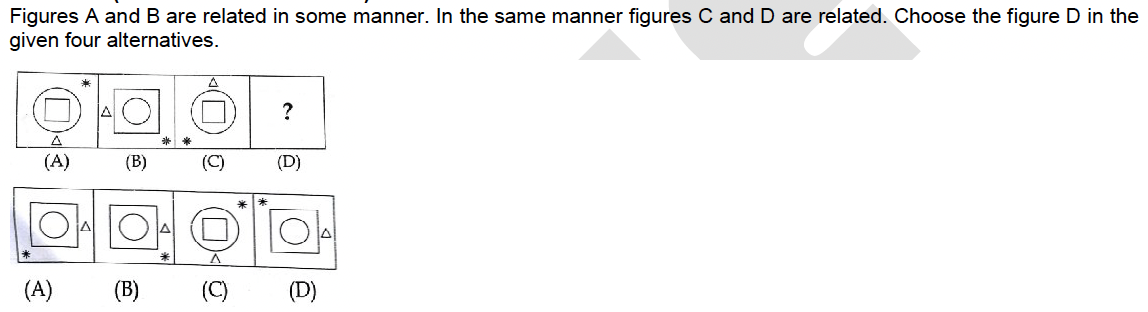 Figures A and B are related in some manner. In the same manner figures C and D are related. Choose the figure D in the
given four alternatives.
?
(A) (B) (C) (D)
(A) (B) (C) (D)